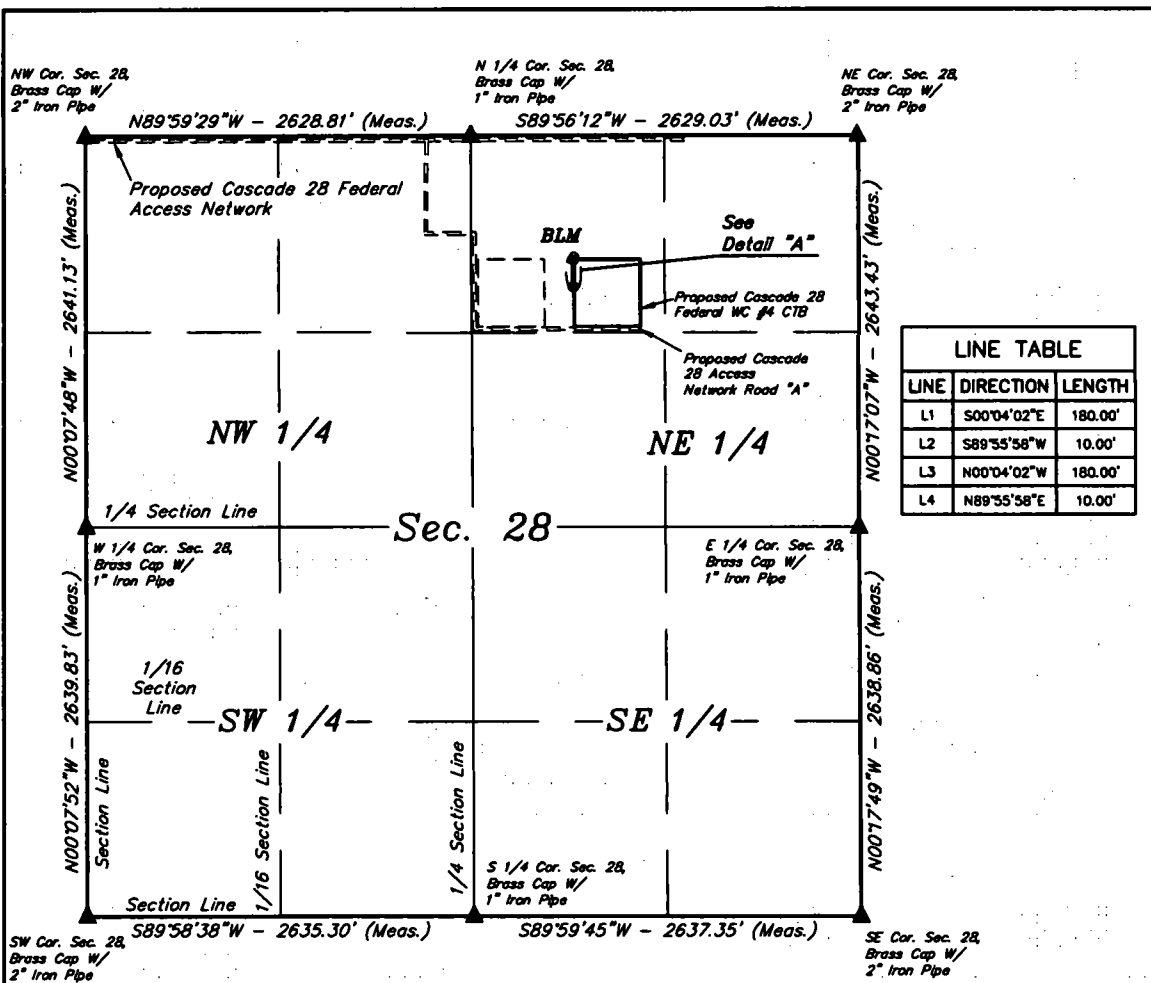 NW Cor. Sec. 28,
Brass Cap W/
2" Iron Pipe
N 1/4 Cor. Sec. 28,
Brass Cap W/
1" Iron Pipe
NE Cor. Sec. 28,
Brass Cap W/
2" Iron Pipe
N89°59'29"W - 2628.81' (Meas.)
S89°56'12"W - 2629.03' (Meas.)
Proposed Cascade 28 Federal
Access Network
BLM
See
Detail "A"
Proposed Cascade 28
Federal WC #4 CTB
Proposed Cascade
28 Access
Network Road "A"
N00°07'48"W - 2641.13' (Meas.)
N00°17'07"W - 2643.43' (Meas.)
LINE TABLE
LINE DIRECTION LENGTH
L1 S00°04'02"E 180.00'
L2 S89°55'58"W 10.00'
L3 N00°04'02"W 180.00'
L4 N89°55'58"E 10.00'
NW 1/4
NE 1/4
1/4 Section Line
Sec. 28
W 1/4 Cor. Sec. 28,
Brass Cap W/
1" Iron Pipe
E 1/4 Cor. Sec. 28,
Brass Cap W/
1" Iron Pipe
N00°07'52"W - 2639.83' (Meas.)
Section Line
1/16
Section
Line
SW 1/4
SE 1/4
1/16 Section Line
1/4 Section Line
N00°17'49"W - 2638.86' (Meas.)
S 1/4 Cor. Sec. 28,
Brass Cap W/
1" Iron Pipe
Section Line
S89°58'38"W - 2635.30' (Meas.)
S89°59'45"W - 2637.35' (Meas.)
SW Cor. Sec. 28,
Brass Cap W/
2" Iron Pipe
SE Cor. Sec. 28,
Brass Cap W/
2" Iron Pipe